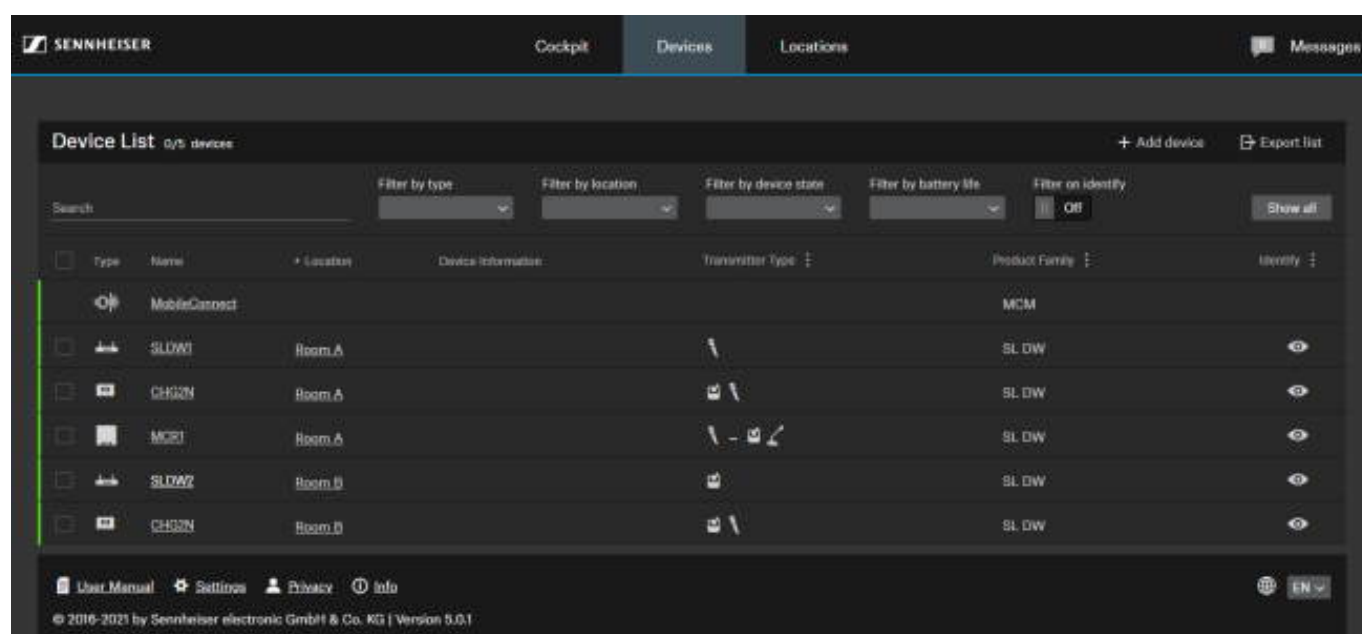 SENNHEISER Cockpit Devices Locations Messages
Device List 0/5 devices + Add device Export list
Filter by type Filter by location Filter by device state Filter by battery life Filter on identify
Search Off Show all
Type Name Location Device Information Transmitter Type Product Family Identify
MobileConnect MCM
SLDW1 Room A SL DW
CHG2N Room A SL DW
MCR1 Room A SL DW
SLDW2 Room B SL DW
CHG2N Room B SL DW
User Manual Settings Privacy Info EN
© 2016-2021 by Sennheiser electronic GmbH & Co. KG | Version 5.0.1